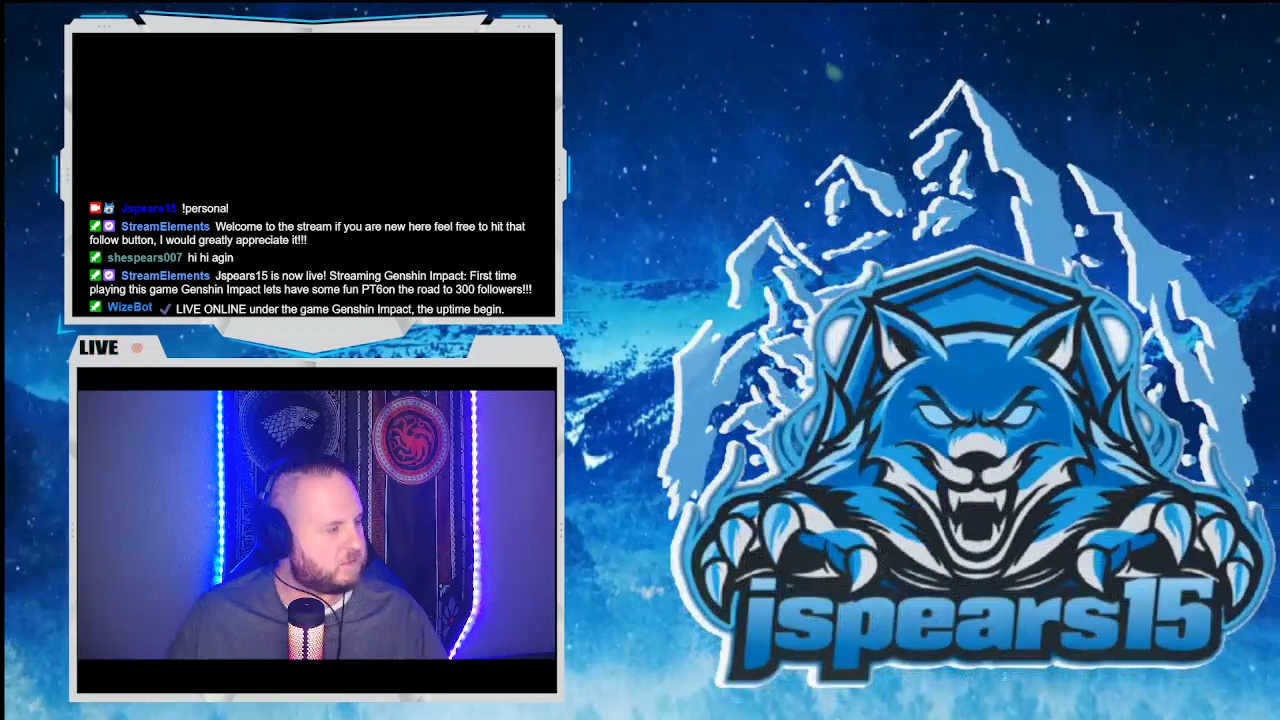 Jspears15 !personal
StreamElements Welcome to the stream if you are new here feel free to hit that
follow button, I would greatly appreciate it!!!
shespears007 hi hi agin
StreamElements Jspears15 is now live! Streaming Genshin Impact: First time
playing this game Genshin Impact lets have some fun PT6on the road to 300 followers!!!
WizeBot ✔ LIVE ONLINE under the game Genshin Impact, the uptime begin.
LIVE
jspears15